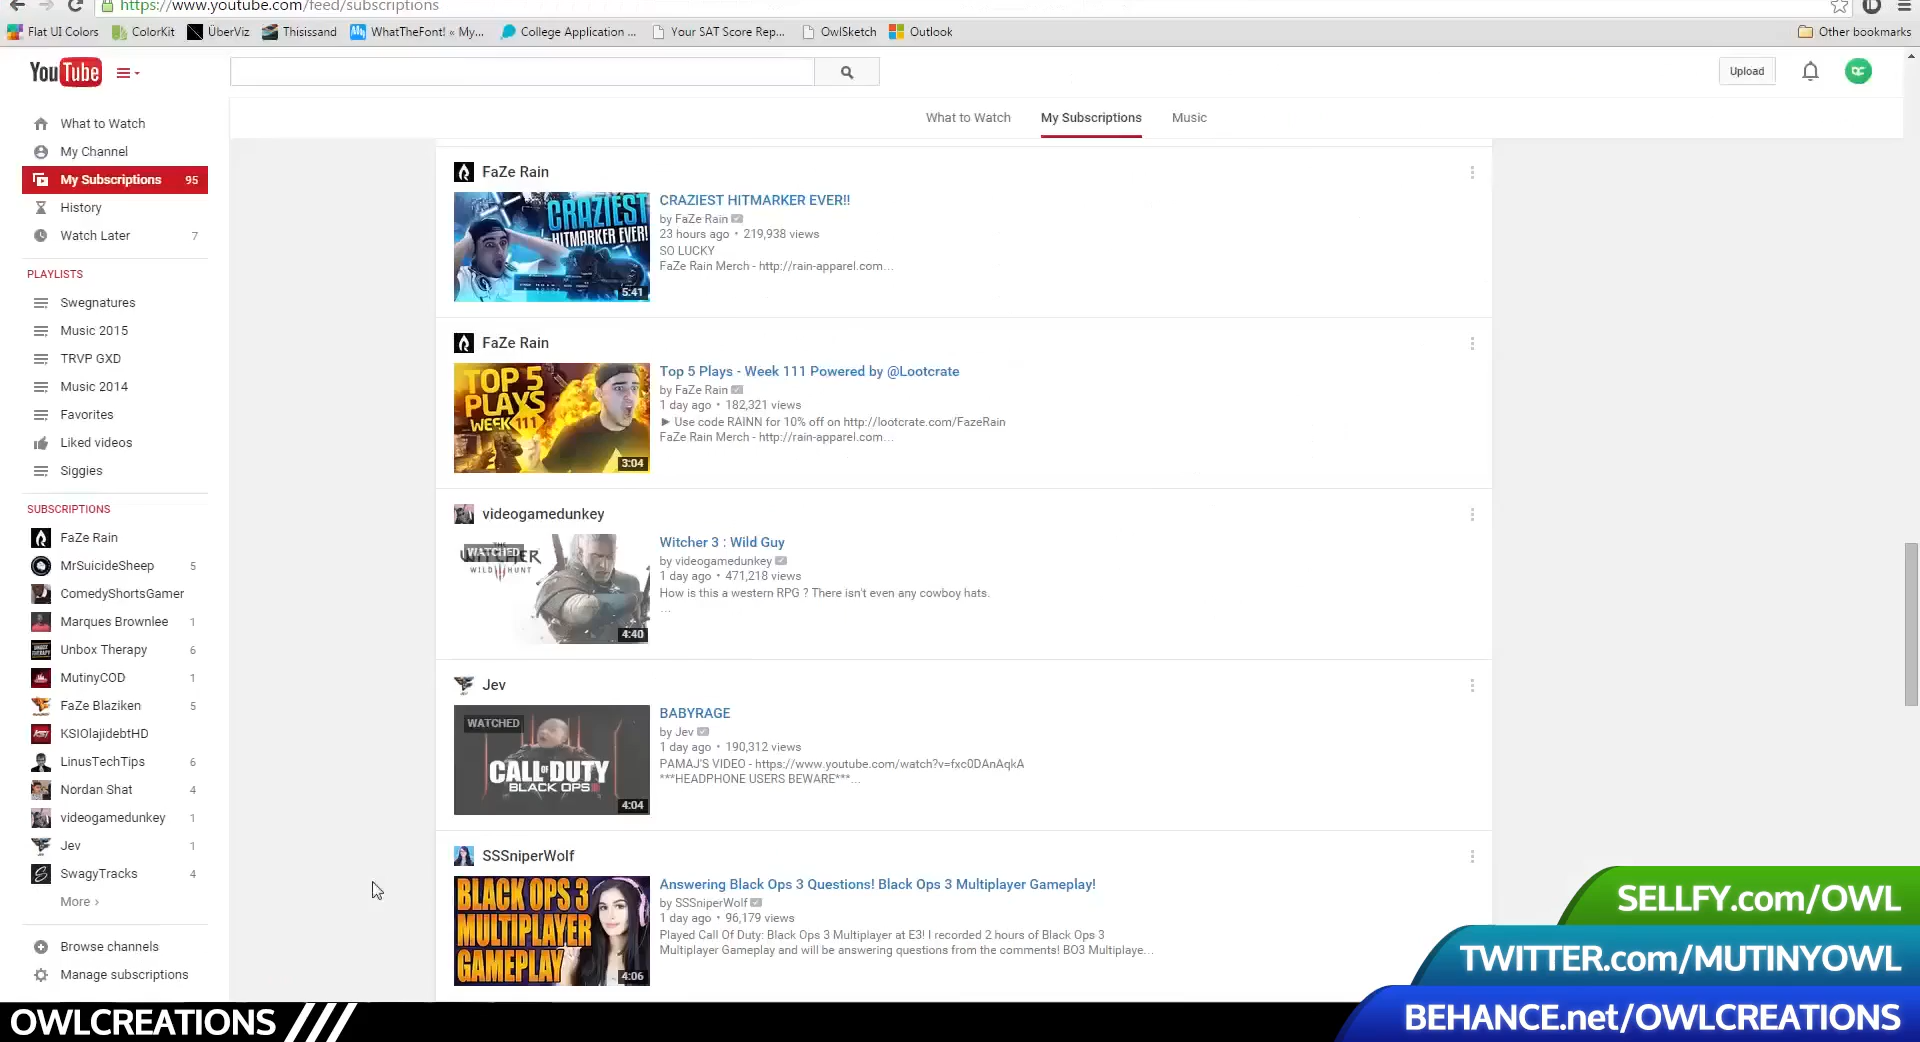 https://www.youtube.com/feed/subscriptions
Flat UI Colors
ColorKit
ÜberViz
Thisissand
WhatTheFont! « My...
College Application ...
Your SAT Score Rep...
OwlSketch
Outlook
Other bookmarks
YouTube
Upload
What to Watch
My Subscriptions
Music
What to Watch
My Channel
My Subscriptions 95
History
Watch Later 7
PLAYLISTS
Swegnatures
Music 2015
TRVP GXD
Music 2014
Favorites
Liked videos
Siggies
SUBSCRIPTIONS
FaZe Rain
MrSuicideSheep 5
ComedyShortsGamer
Marques Brownlee 1
Unbox Therapy 6
MutinyCOD 1
FaZe Blaziken 5
KSIOlajidebtHD
LinusTechTips 6
Nordan Shat 4
videogamedunkey 1
Jev 1
SwagyTracks 4
More ›
Browse channels
Manage subscriptions
FaZe Rain
CRAZIEST
HITMARKER EVER!
5:41
CRAZIEST HITMARKER EVER!!
by FaZe Rain
23 hours ago • 219,938 views
SO LUCKY
FaZe Rain Merch - http://rain-apparel.com...
FaZe Rain
TOP 5
PLAYS
WEEK 111
3:04
Top 5 Plays - Week 111 Powered by @Lootcrate
by FaZe Rain
1 day ago • 182,321 views
► Use code RAINN for 10% off on http://lootcrate.com/FazeRain
FaZe Rain Merch - http://rain-apparel.com...
videogamedunkey
WATCHED
THE WITCHER
WILD HUNT
4:40
Witcher 3 : Wild Guy
by videogamedunkey
1 day ago • 471,218 views
How is this a western RPG ? There isn't even any cowboy hats.
...
Jev
WATCHED
CALL OF DUTY
BLACK OPS III
4:04
BABYRAGE
by Jev
1 day ago • 190,312 views
PAMAJ'S VIDEO - https://www.youtube.com/watch?v=fxc0DAnAqkA
***HEADPHONE USERS BEWARE***...
SSSniperWolf
BLACK OPS 3
MULTIPLAYER
GAMEPLAY
4:06
Answering Black Ops 3 Questions! Black Ops 3 Multiplayer Gameplay!
by SSSniperWolf
1 day ago • 96,179 views
Played Call Of Duty: Black Ops 3 Multiplayer at E3! I recorded 2 hours of Black Ops 3
Multiplayer Gameplay and will be answering questions from the comments! BO3 Multiplaye...
SELLFY.com/OWL
TWITTER.com/MUTINYOWL
BEHANCE.net/OWLCREATIONS
OWLCREATIONS ///